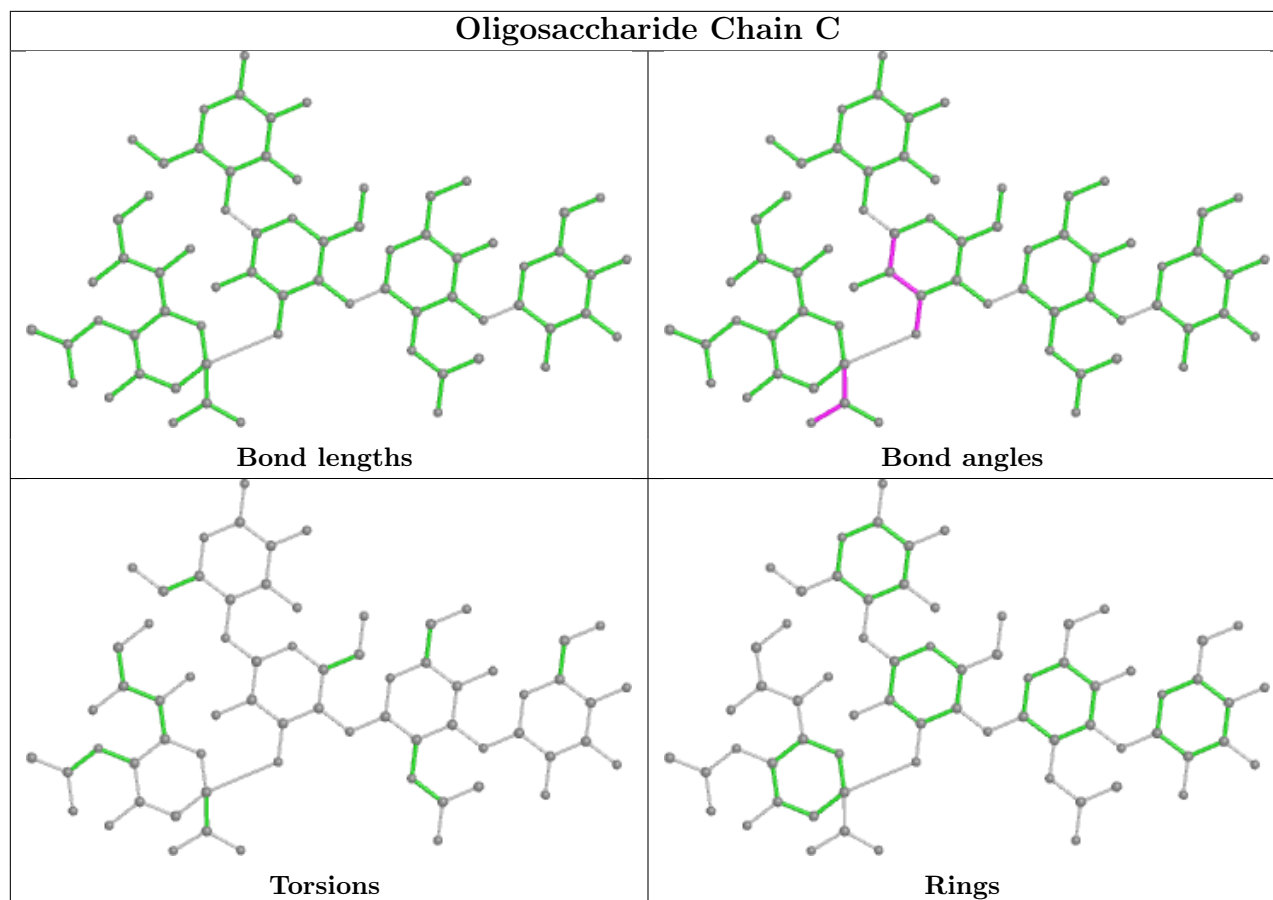 Oligosaccharide Chain C
Bond lengths
Bond angles
Torsions
Rings